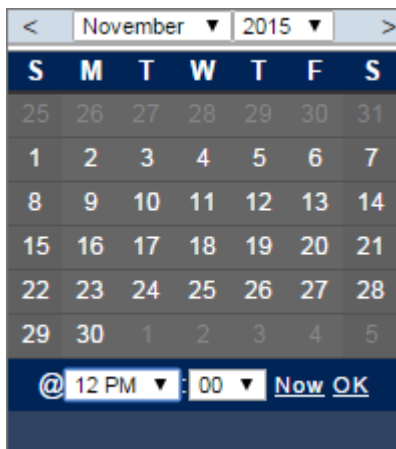 < November ▼ 2015 ▼ >
S M T W T F S
25 26 27 28 29 30 31
1 2 3 4 5 6 7
8 9 10 11 12 13 14
15 16 17 18 19 20 21
22 23 24 25 26 27 28
29 30 1 2 3 4 5
@ 12 PM ▼ : 00 ▼ Now OK